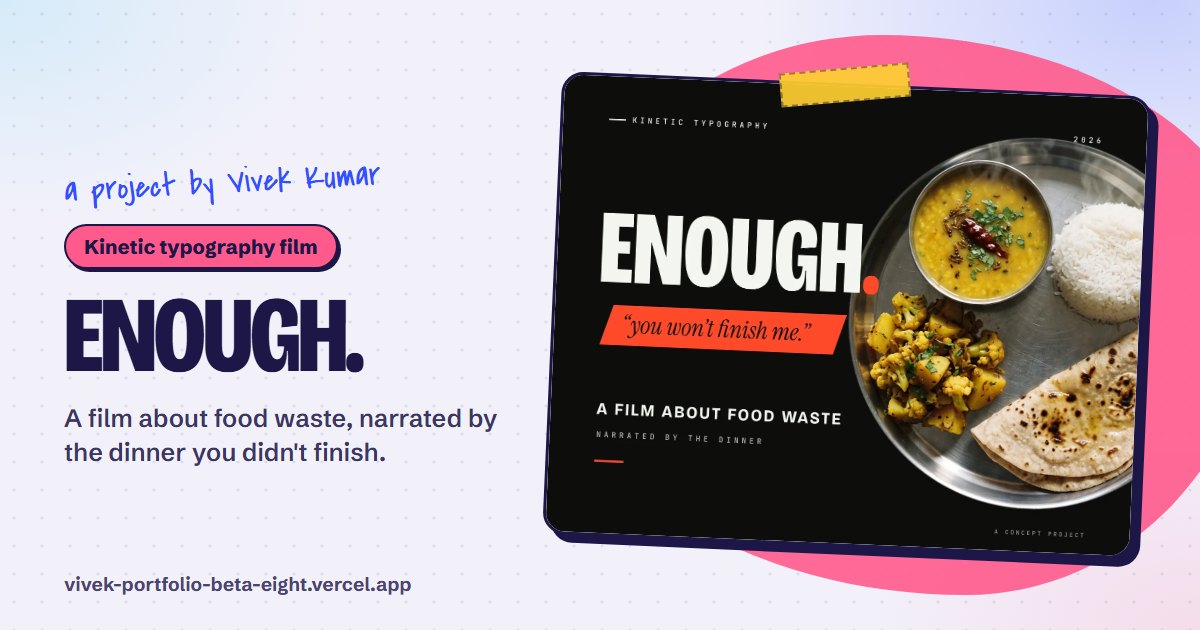 a project by Vivek Kumar
Kinetic typography film
ENOUGH.
A film about food waste, narrated by
the dinner you didn't finish.
vivek-portfolio-beta-eight.vercel.app
KINETIC TYPOGRAPHY
2026
ENOUGH.
“you won’t finish me.”
A FILM ABOUT FOOD WASTE
NARRATED BY THE DINNER
A CONCEPT PROJECT